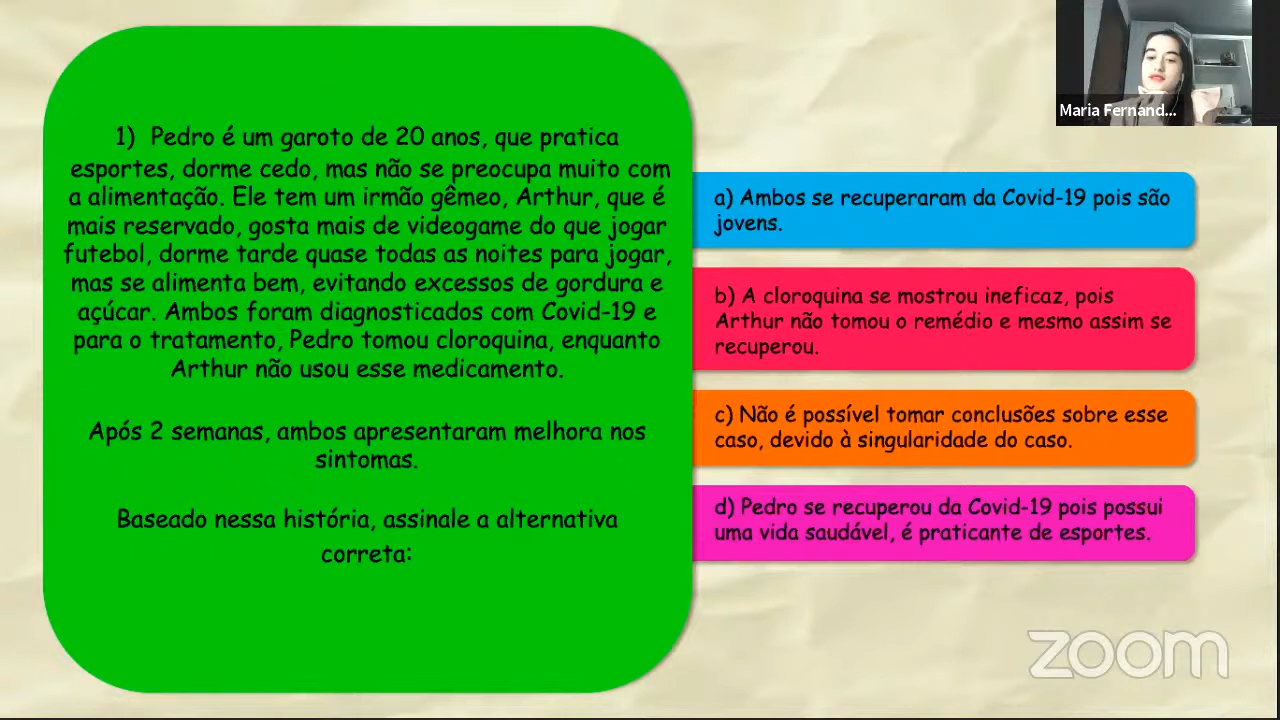 1) Pedro é um garoto de 20 anos, que pratica
esportes, dorme cedo, mas não se preocupa muito com
a alimentação. Ele tem um irmão gêmeo, Arthur, que é
mais reservado, gosta mais de videogame do que jogar
futebol, dorme tarde quase todas as noites para jogar,
mas se alimenta bem, evitando excessos de gordura e
açúcar. Ambos foram diagnosticados com Covid-19 e
para o tratamento, Pedro tomou cloroquina, enquanto
Arthur não usou esse medicamento.
Após 2 semanas, ambos apresentaram melhora nos
sintomas.
Baseado nessa história, assinale a alternativa
correta:
a) Ambos se recuperaram da Covid-19 pois são
jovens.
b) A cloroquina se mostrou ineficaz, pois
Arthur não tomou o remédio e mesmo assim se
recuperou.
c) Não é possível tomar conclusões sobre esse
caso, devido à singularidade do caso.
d) Pedro se recuperou da Covid-19 pois possui
uma vida saudável, é praticante de esportes.
Maria Fernand...
zoom